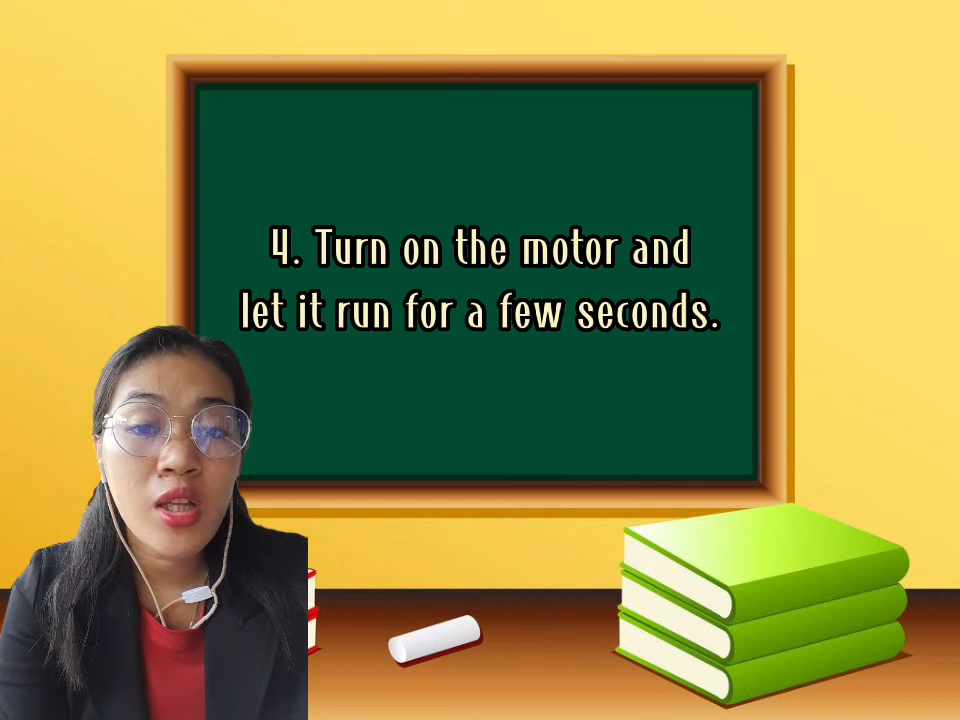 4. Turn on the motor and
let it run for a few seconds.